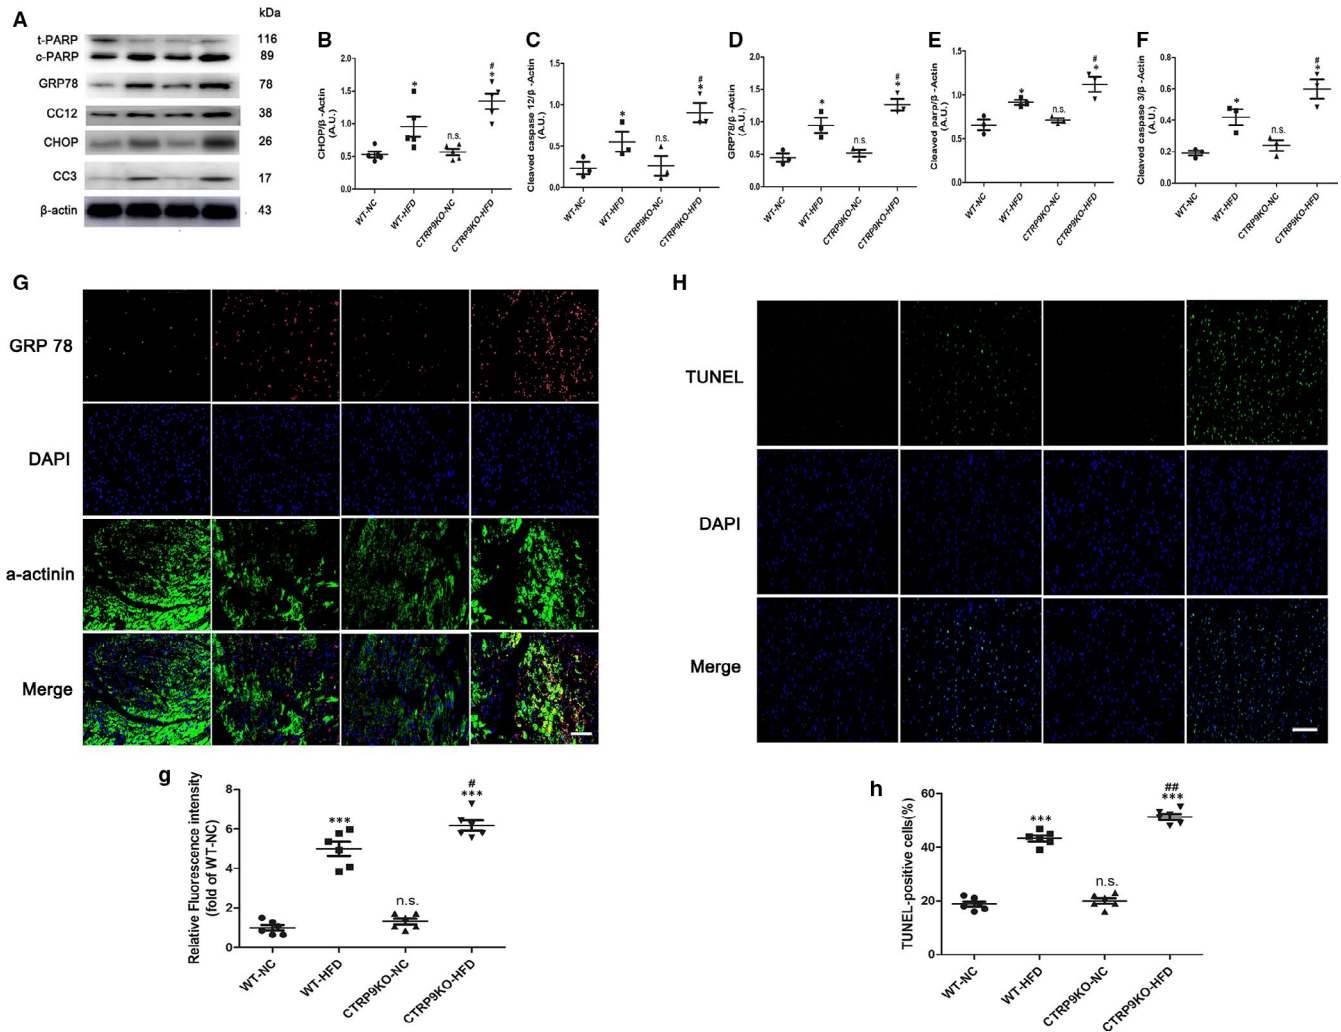 A
kDa
t-PARP 116
c-PARP 89
GRP78 78
CC12 38
CHOP 26
CC3 17
β-actin 43
B
CHOP/β-Actin
(A.U.)
2.0
1.5
1.0
0.5
0.0
*
n.s.
#
*
WT-NC
WT-HFD
CTRP9KO-NC
CTRP9KO-HFD
C
Cleaved caspase 12/β -Actin
(A.U.)
1.5
1.0
0.5
0.0
*
n.s.
#
*
WT-NC
WT-HFD
CTRP9KO-NC
CTRP9KO-HFD
D
GRP78/β -Actin
(A.U.)
2.0
1.5
1.0
0.5
0.0
*
n.s.
#
*
WT-NC
WT-HFD
CTRP9KO-NC
CTRP9KO-HFD
E
Cleaved parp/β -Actin
(A.U.)
1.5
1.0
0.5
0.0
*
n.s.
#
*
WT-NC
WT-HFD
CTRP9KO-NC
CTRP9KO-HFD
F
Cleaved caspase 3/β -Actin
(A.U.)
0.8
0.6
0.4
0.2
0.0
*
n.s.
#
*
WT-NC
WT-HFD
CTRP9KO-NC
CTRP9KO-HFD
G
GRP 78
DAPI
a-actinin
Merge
H
TUNEL
DAPI
Merge
g
Relative Fluorescence intensity
(fold of WT-NC)
8
6
4
2
0
***
n.s.
#
***
WT-NC
WT-HFD
CTRP9KO-NC
CTRP9KO-HFD
h
TUNEL-positive cells(%)
60
40
20
0
***
n.s.
##
***
WT-NC
WT-HFD
CTRP9KO-NC
CTRP9KO-HFD